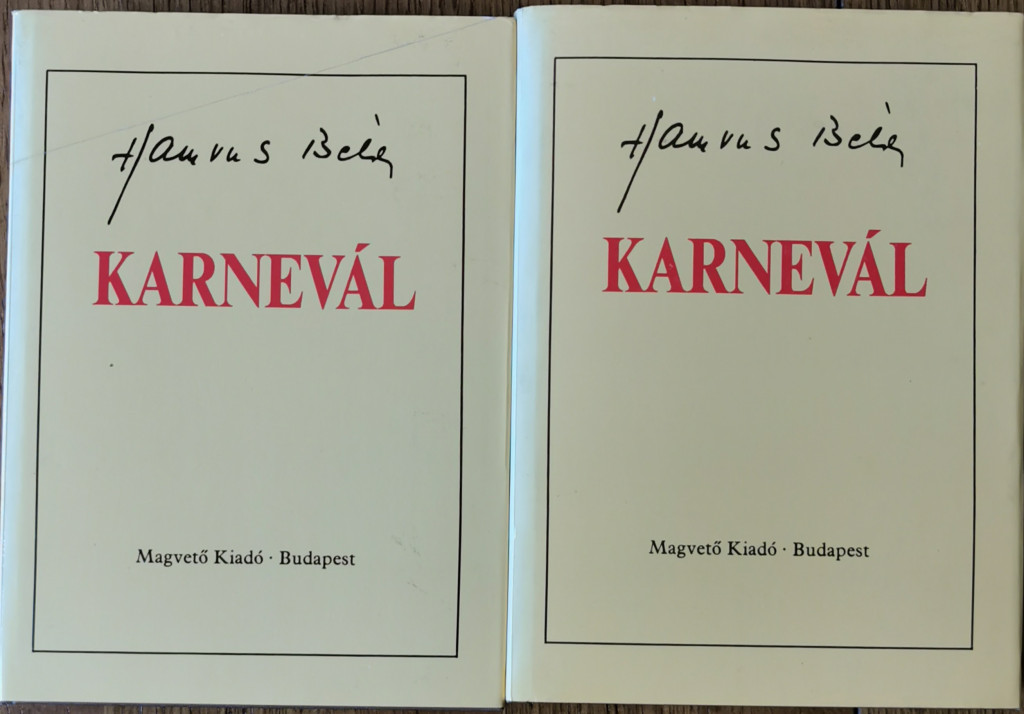 Hamvas Béla
KARNEVÁL
Magvető Kiadó · Budapest
Hamvas Béla
KARNEVÁL
Magvető Kiadó · Budapest